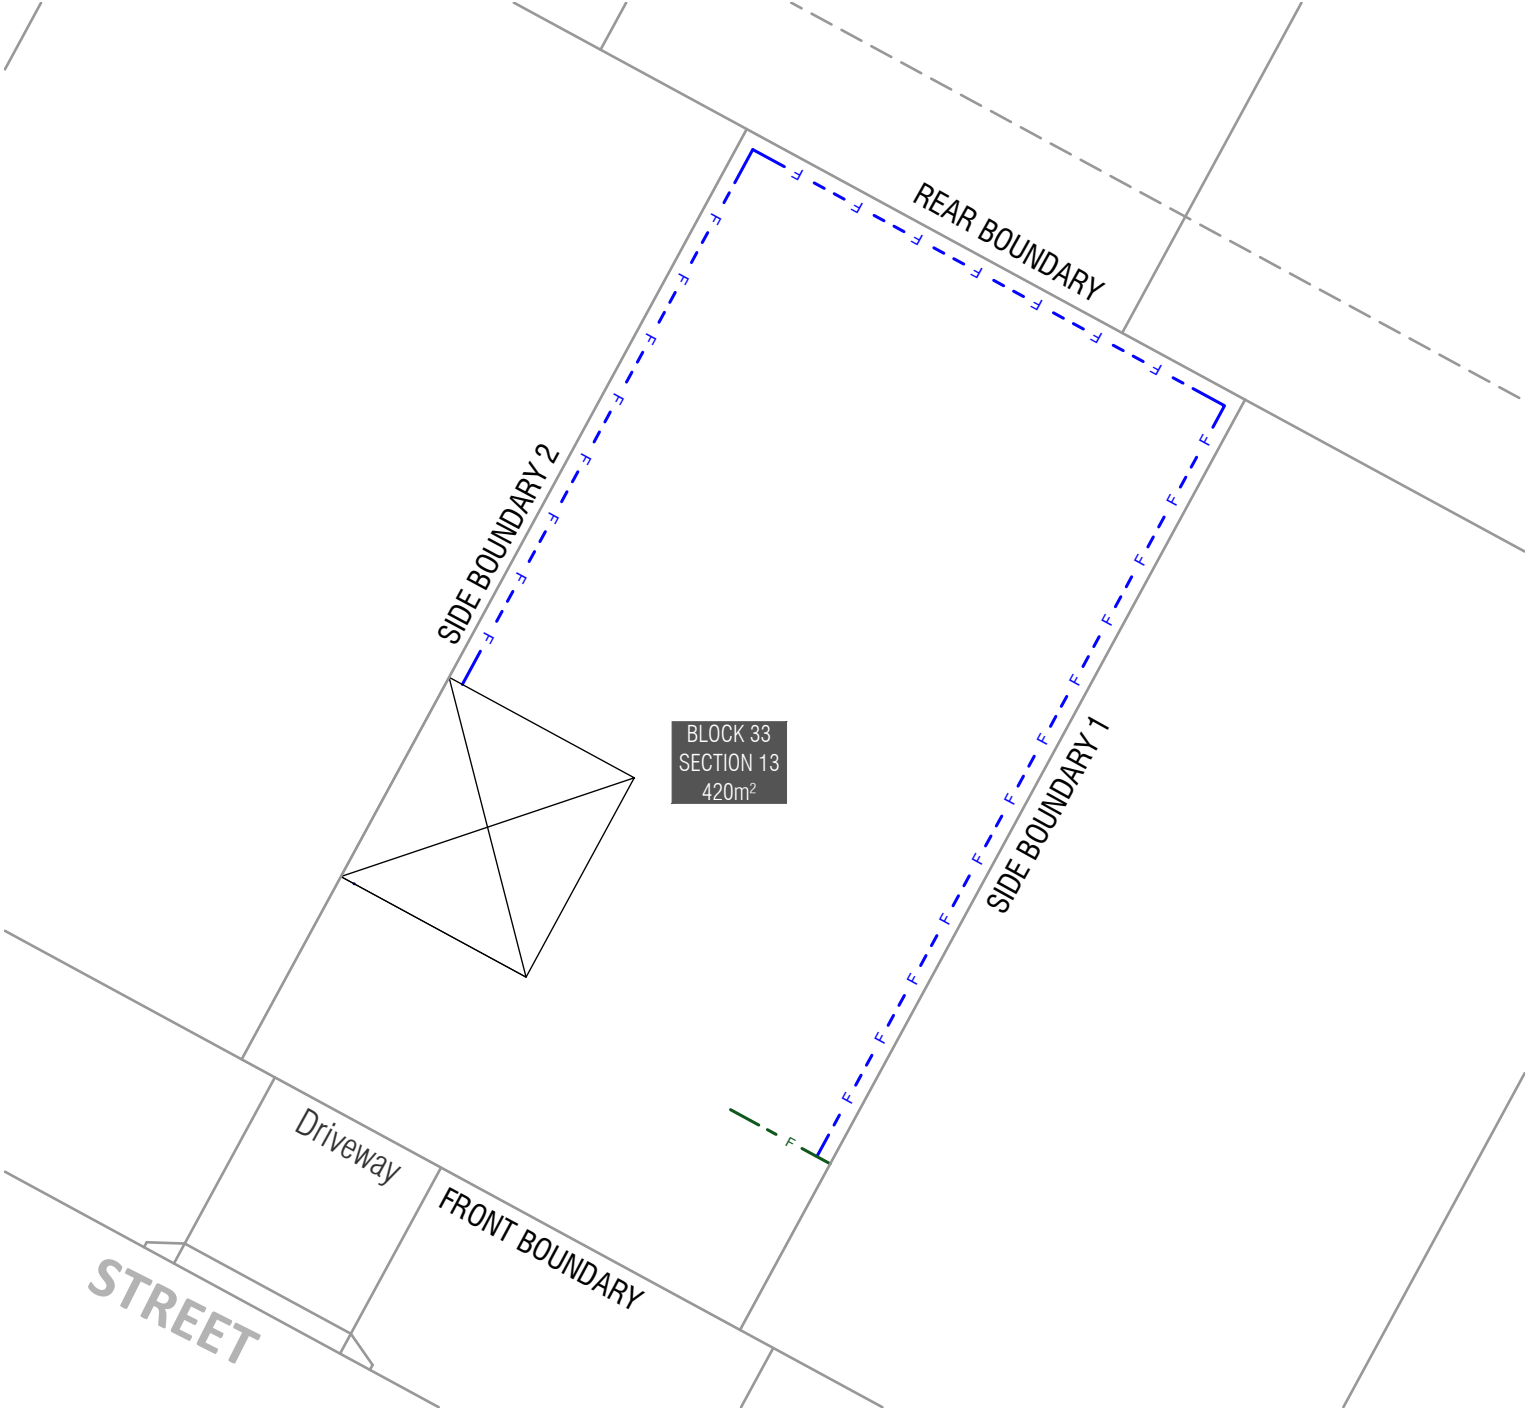 REAR BOUNDARY
F F F F F F F
F F F F F F F F
SIDE BOUNDARY 2
BLOCK 33
SECTION 13
420m²
F F F F F F F F F F F F
SIDE BOUNDARY 1
F
Driveway
FRONT BOUNDARY
STREET